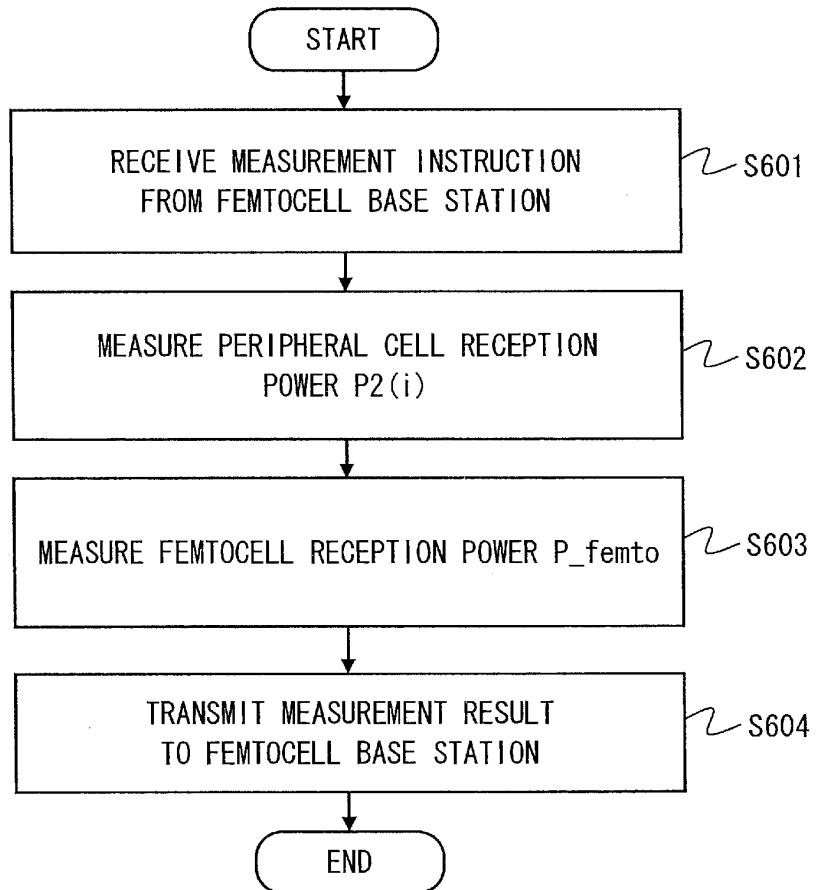 START
RECEIVE MEASUREMENT INSTRUCTION
FROM FEMTOCELL BASE STATION
S601
MEASURE PERIPHERAL CELL RECEPTION
POWER P2(i)
S602
MEASURE FEMTOCELL RECEPTION POWER P_femto
S603
TRANSMIT MEASUREMENT RESULT
TO FEMTOCELL BASE STATION
S604
END